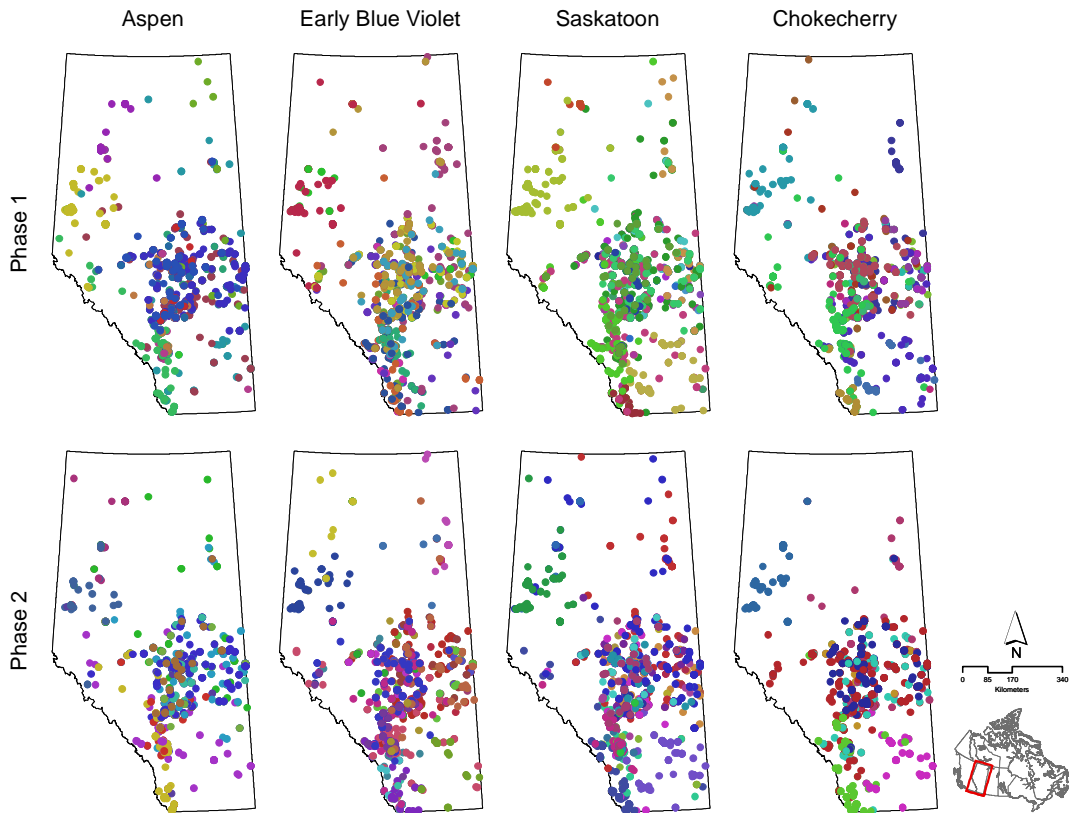 Aspen Early Blue Violet Saskatoon Chokecherry
Phase 1
Phase 2
N
0 85 170 340
Kilometers